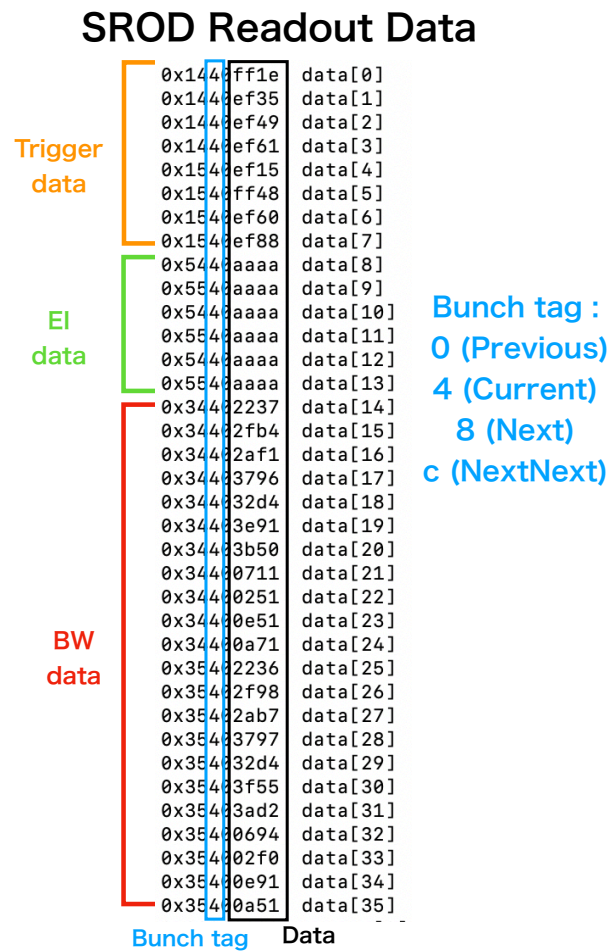 SROD Readout Data
0x1440ff1e data[0]
0x1440ef35 data[1]
0x1440ef49 data[2]
0x1440ef61 data[3]
0x1540ef15 data[4]
0x1540ff48 data[5]
0x1540ef60 data[6]
0x1540ef88 data[7]
0x5440aaaa data[8]
0x5540aaaa data[9]
0x5440aaaa data[10]
0x5540aaaa data[11]
0x5440aaaa data[12]
0x5540aaaa data[13]
0x34402237 data[14]
0x34402fb4 data[15]
0x34402af1 data[16]
0x34403796 data[17]
0x344032d4 data[18]
0x34403e91 data[19]
0x34403b50 data[20]
0x34400711 data[21]
0x34400251 data[22]
0x34400e51 data[23]
0x34400a71 data[24]
0x35402236 data[25]
0x35402f98 data[26]
0x35402ab7 data[27]
0x35403797 data[28]
0x354032d4 data[29]
0x35403f55 data[30]
0x35403ad2 data[31]
0x35400694 data[32]
0x354002f0 data[33]
0x35400e91 data[34]
0x35400a51 data[35]
Trigger
data
EI
data
BW
data
Bunch tag :
0 (Previous)
4 (Current)
8 (Next)
c (NextNext)
Bunch tag
Data